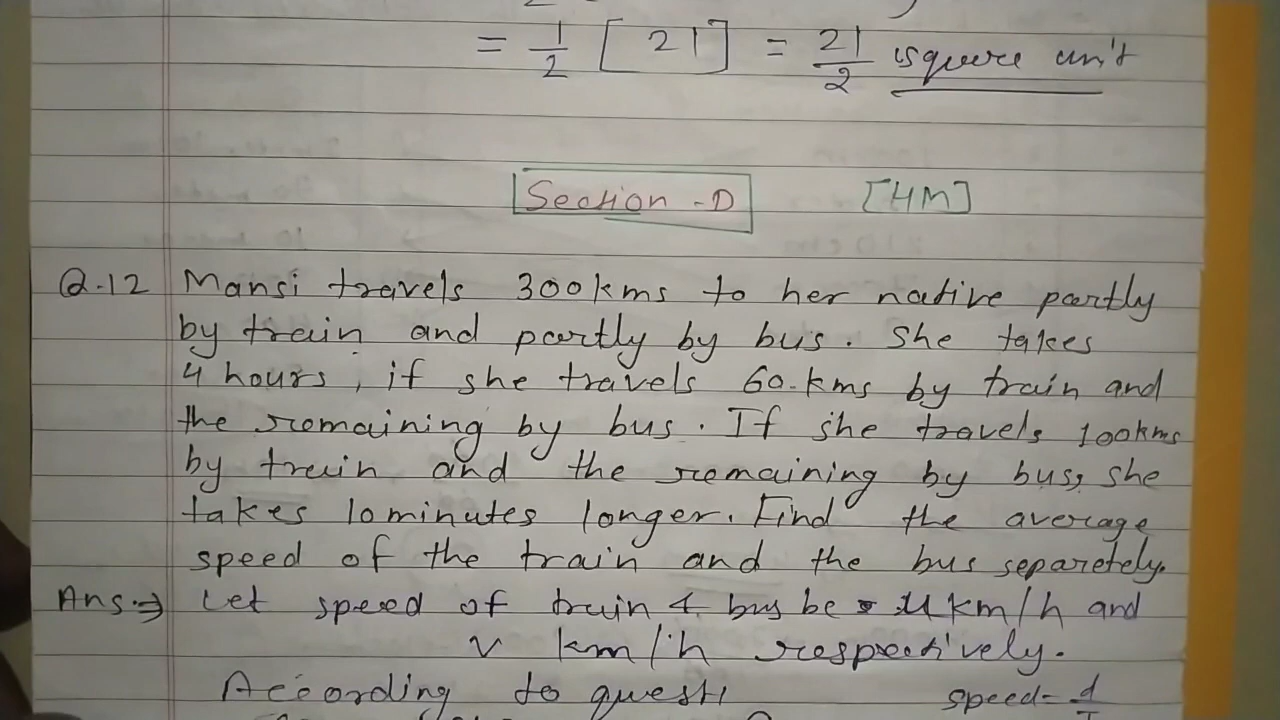 = 1/2 [ 21 ] = 21/2 square unit
Section - D [4M]
Q.12 Mansi travels 300kms to her native partly
by train and partly by bus. She takes
4 hours, if she travels 60.kms by train and
the remaining by bus. If she travels 100kms
by train and the remaining by bus, she
takes 10minutes longer. Find the average
speed of the train and the bus separetely.
Ans.⇒ Let speed of train & bus be u km/h and
v km/h respectively.
According to questi speed = d